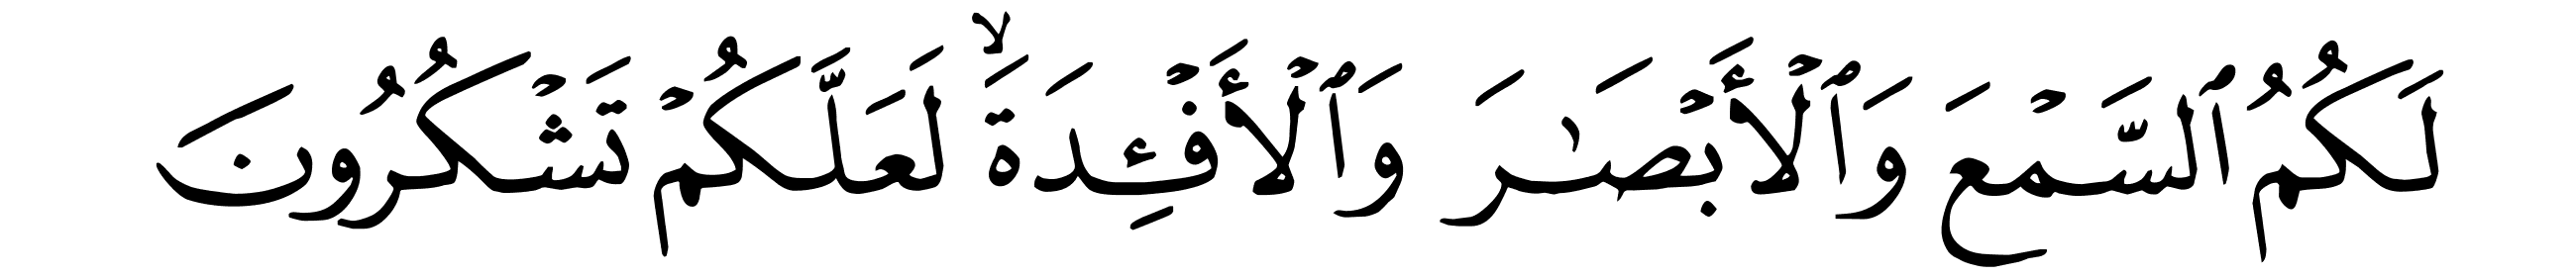 لَكُمُ ٱلسَّمْعَ وَٱلْأَبْصَٰرَ وَٱلْأَفْـِٔدَةَ ۙ لَعَلَّكُمْ تَشْكُرُونَ